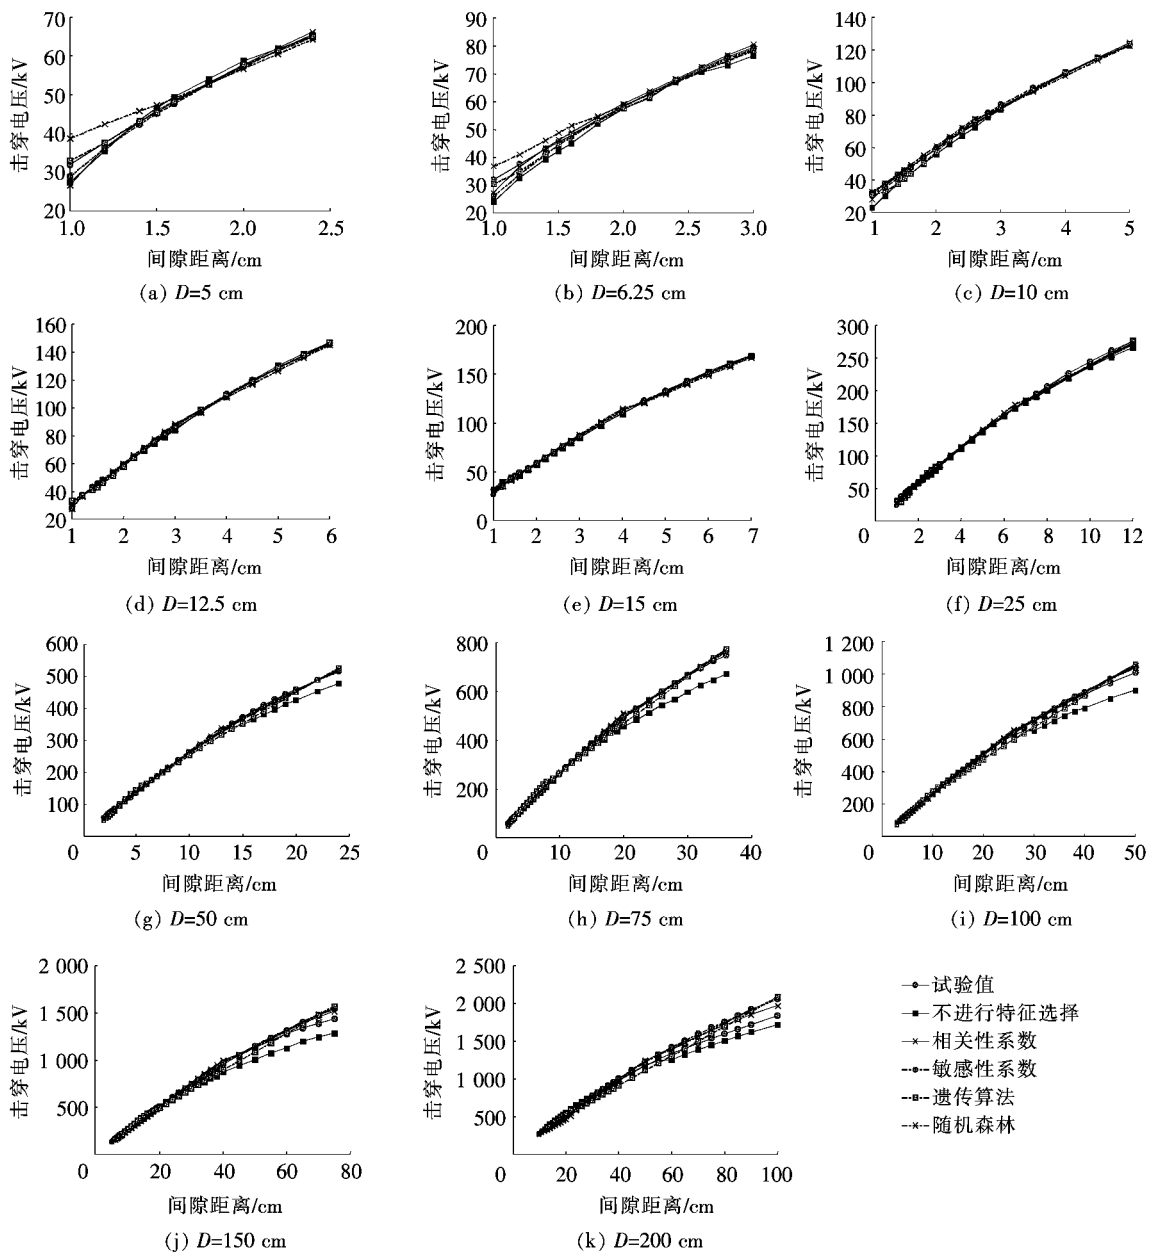 70
60
50
40
30
20
1.0 1.5 2.0 2.5
击穿电压/kV
间隙距离/cm
(a) D=5 cm
90
80
70
60
50
40
30
20
1.0 1.5 2.0 2.5 3.0
击穿电压/kV
间隙距离/cm
(b) D=6.25 cm
140
120
100
80
60
40
20
1 2 3 4 5
击穿电压/kV
间隙距离/cm
(c) D=10 cm
160
140
120
100
80
60
40
20
1 2 3 4 5 6
击穿电压/kV
间隙距离/cm
(d) D=12.5 cm
200
150
100
50
0
1 2 3 4 5 6 7
击穿电压/kV
间隙距离/cm
(e) D=15 cm
300
250
200
150
100
50
0 2 4 6 8 10 12
击穿电压/kV
间隙距离/cm
(f) D=25 cm
600
500
400
300
200
100
0 5 10 15 20 25
击穿电压/kV
间隙距离/cm
(g) D=50 cm
800
600
400
200
0 10 20 30 40
击穿电压/kV
间隙距离/cm
(h) D=75 cm
1 200
1 000
800
600
400
200
0 10 20 30 40 50
击穿电压/kV
间隙距离/cm
(i) D=100 cm
2 000
1 500
1 000
500
0 20 40 60 80
击穿电压/kV
间隙距离/cm
(j) D=150 cm
2 500
2 000
1 500
1 000
500
0 20 40 60 80 100
击穿电压/kV
间隙距离/cm
(k) D=200 cm
试验值
不进行特征选择
相关性系数
敏感性系数
遗传算法
随机森林